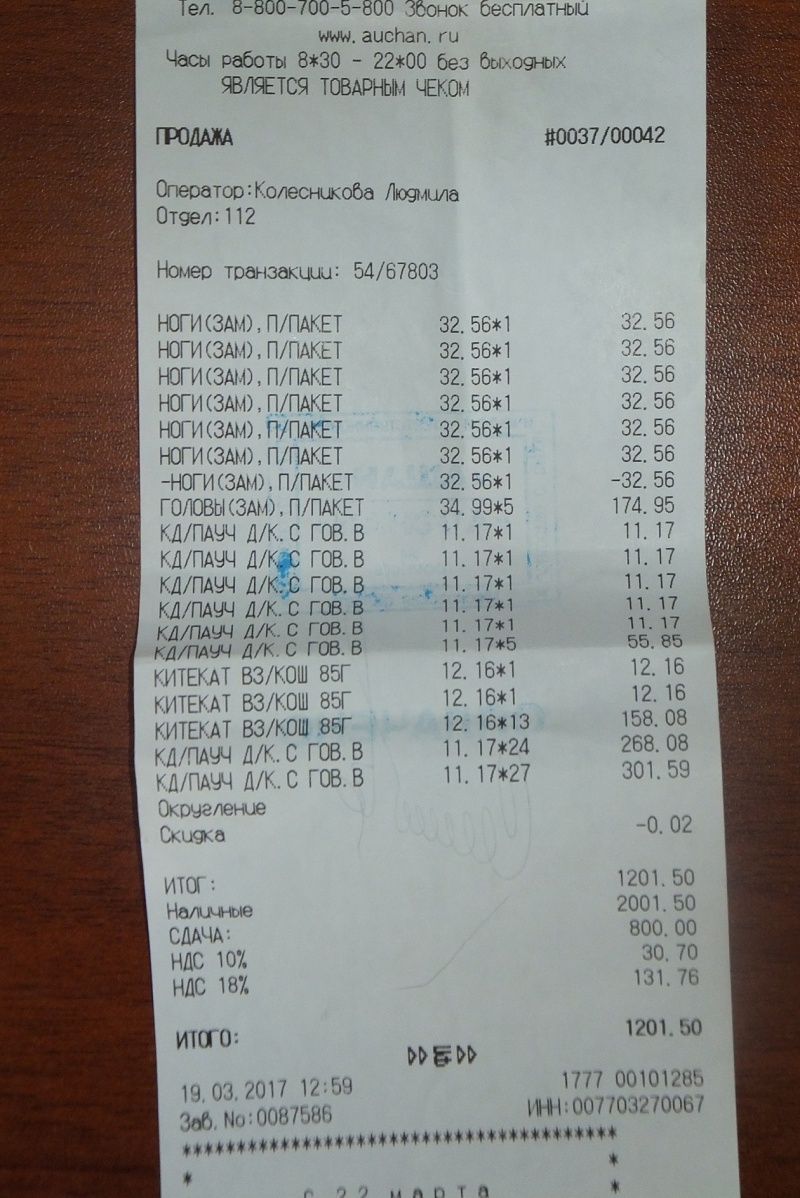 Тел. 8-800-700-5-800 Звонок бесплатный
www.auchan.ru
Часы работы 8*30 - 22*00 без выходных
ЯВЛЯЕТСЯ ТОВАРНЫМ ЧЕКОМ
ПРОДАЖА #0037/00042
Оператор:Колесникова Людмила
Отдел:112
Номер транзакции: 54/67803
НОГИ(ЗАМ),П/ПАКЕТ 32.56*1 32.56
НОГИ(ЗАМ),П/ПАКЕТ 32.56*1 32.56
НОГИ(ЗАМ),П/ПАКЕТ 32.56*1 32.56
НОГИ(ЗАМ),П/ПАКЕТ 32.56*1 32.56
НОГИ(ЗАМ),П/ПАКЕТ 32.56*1 32.56
НОГИ(ЗАМ),П/ПАКЕТ 32.56*1 32.56
-НОГИ(ЗАМ),П/ПАКЕТ 32.56*1 -32.56
ГОЛОВЫ(ЗАМ),П/ПАКЕТ 34.99*5 174.95
КД/ПАУЧ Д/К.С ГОВ.В 11.17*1 11.17
КД/ПАУЧ Д/К.С ГОВ.В 11.17*1 11.17
КД/ПАУЧ Д/К.С ГОВ.В 11.17*1 11.17
КД/ПАУЧ Д/К.С ГОВ.В 11.17*1 11.17
КД/ПАУЧ Д/К.С ГОВ.В 11.17*1 11.17
КД/ПАУЧ Д/К.С ГОВ.В 11.17*5 55.85
КИТЕКАТ ВЗ/КОШ 85Г 12.16*1 12.16
КИТЕКАТ ВЗ/КОШ 85Г 12.16*1 12.16
КИТЕКАТ ВЗ/КОШ 85Г 12.16*13 158.08
КД/ПАУЧ Д/К.С ГОВ.В 11.17*24 268.08
КД/ПАУЧ Д/К.С ГОВ.В 11.17*27 301.59
Округление
Скидка -0.02
ИТОГ: 1201.50
Наличные 2001.50
СДАЧА: 800.00
НДС 10% 30.70
НДС 18% 131.76
ИТОГО: 1201.50
19.03.2017 12:59 1777 00101285
Зав.No:0087586 ИНН:007703270067
****************************************
* *
* С 22 МАРТА *